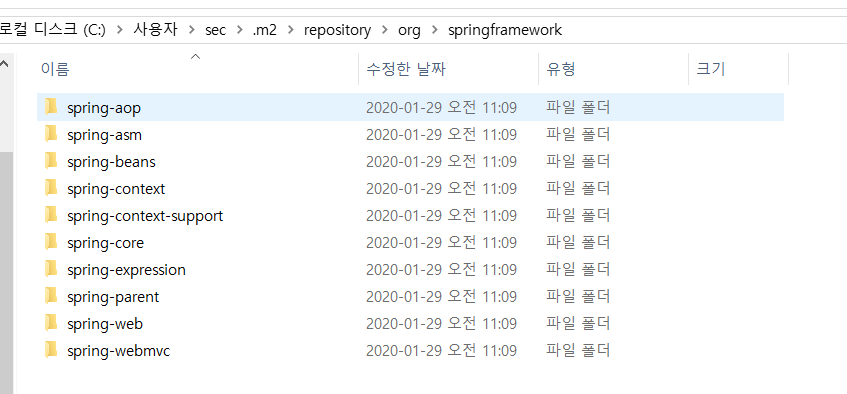 로컬 디스크 (C:) > 사용자 > sec > .m2 > repository > org > springframework
이름 수정한 날짜 유형 크기
spring-aop 2020-01-29 오전 11:09 파일 폴더
spring-asm 2020-01-29 오전 11:09 파일 폴더
spring-beans 2020-01-29 오전 11:09 파일 폴더
spring-context 2020-01-29 오전 11:09 파일 폴더
spring-context-support 2020-01-29 오전 11:09 파일 폴더
spring-core 2020-01-29 오전 11:09 파일 폴더
spring-expression 2020-01-29 오전 11:09 파일 폴더
spring-parent 2020-01-29 오전 11:09 파일 폴더
spring-web 2020-01-29 오전 11:09 파일 폴더
spring-webmvc 2020-01-29 오전 11:09 파일 폴더